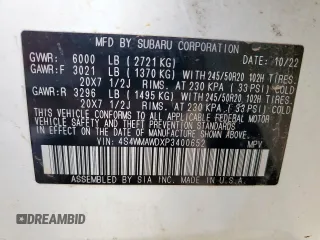 MFD. BY SUBARU CORPORATION 10/22
GVWR: 6000 LB (2721 KG)
GAWR:F 3021 LB (1370 KG) WITH 245/50R20 102H TIRES,
20X7 1/2J RIMS, AT 230 KPA (33 PSI) COLD
GAWR:R 3296 LB (1495 KG) WITH 245/50R20 102H TIRES,
20X7 1/2J RIMS, AT 230 KPA (33 PSI) COLD
THIS VEHICLE CONFORMS TO ALL APPLICABLE FEDERAL MOTOR VEHICLE
SAFETY AND THEFT PREVENTION STANDARDS IN EFFECT ON THE DATE
OF MANUFACTURE SHOWN ABOVE.
VIN: 4S4WMAWDXP3400652 MPV
ASSEMBLED BY SIA INC. MADE IN U.S.A.
© BIDINFO